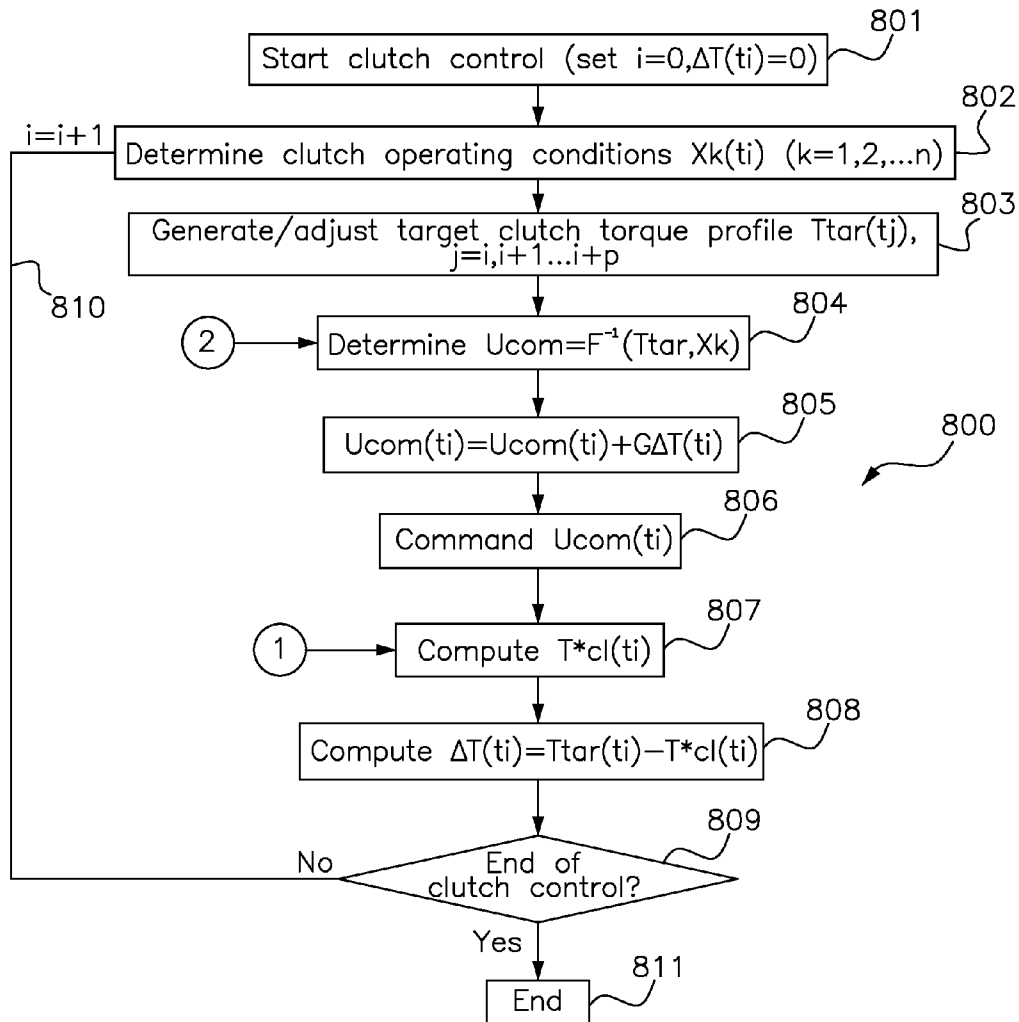 801
Start clutch control (set i=0,ΔT(ti)=0)
802
i=i+1
Determine clutch operating conditions Xk(ti) (k=1,2,...n)
803
Generate/adjust target clutch torque profile Ttar(tj),
j=i,i+1...i+p
810
804
2
Determine Ucom=F⁻¹(Ttar,Xk)
805
Ucom(ti)=Ucom(ti)+GΔT(ti)
800
806
Command Ucom(ti)
807
1
Compute T*cl(ti)
808
Compute ΔT(ti)=Ttar(ti)−T*cl(ti)
809
No
End of
clutch control?
Yes
811
End